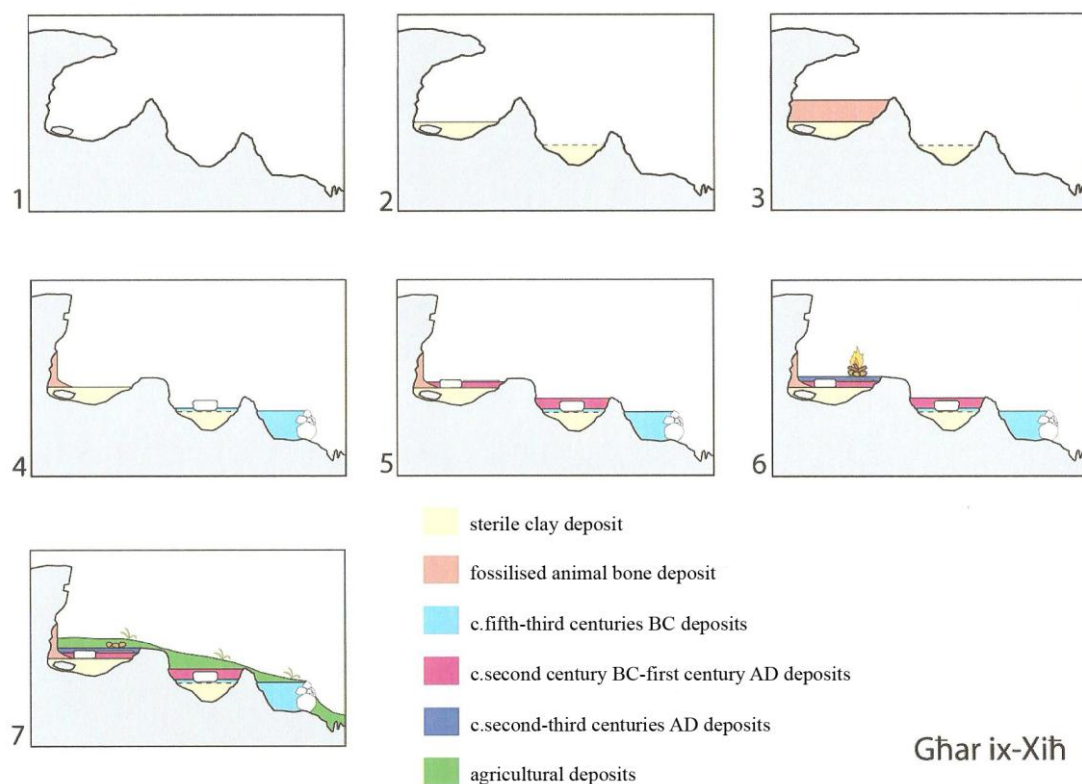 1
2
3
4
5
6
7
sterile clay deposit
fossilised animal bone deposit
c.fifth-third centuries BC deposits
c.second century BC-first century AD deposits
c.second-third centuries AD deposits
agricultural deposits
Għar ix-Xiħ